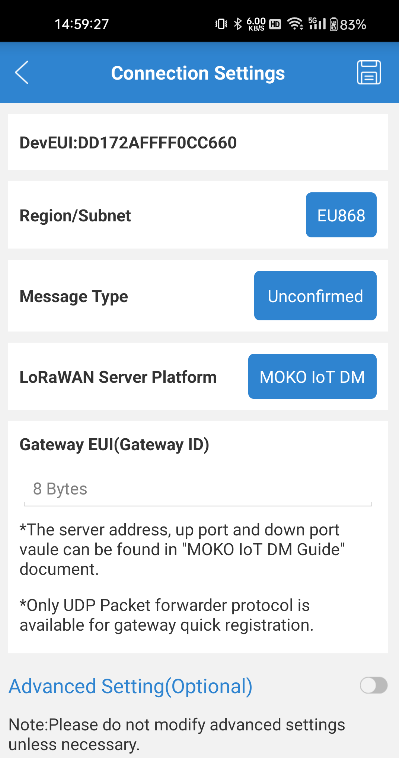 14:59:27
6.00 KB/S HD 5G 83%
Connection Settings
DevEUI:DD172AFFFF0CC660
Region/Subnet
EU868
Message Type
Unconfirmed
LoRaWAN Server Platform
MOKO IoT DM
Gateway EUI(Gateway ID)
8 Bytes
*The server address, up port and down port
vaule can be found in "MOKO IoT DM Guide"
document.
*Only UDP Packet forwarder protocol is
available for gateway quick registration.
Advanced Setting(Optional)
Note:Please do not modify advanced settings
unless necessary.